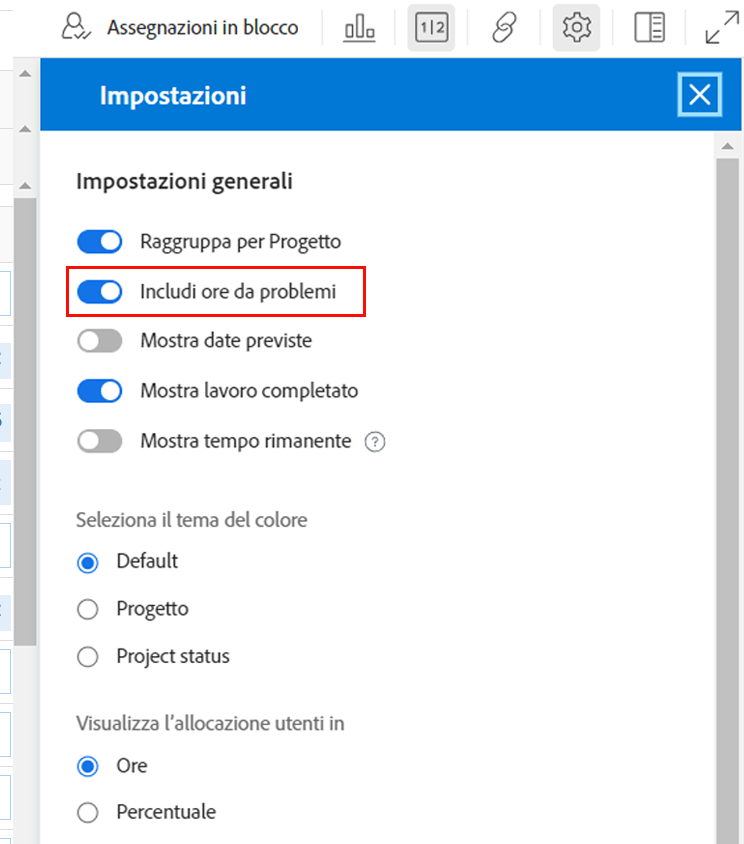 Assegnazioni in blocco
1|2
Impostazioni
Impostazioni generali
Raggruppa per Progetto
Includi ore da problemi
Mostra date previste
Mostra lavoro completato
Mostra tempo rimanente ?
Seleziona il tema del colore
Default
Progetto
Project status
Visualizza l'allocazione utenti in
Ore
Percentuale